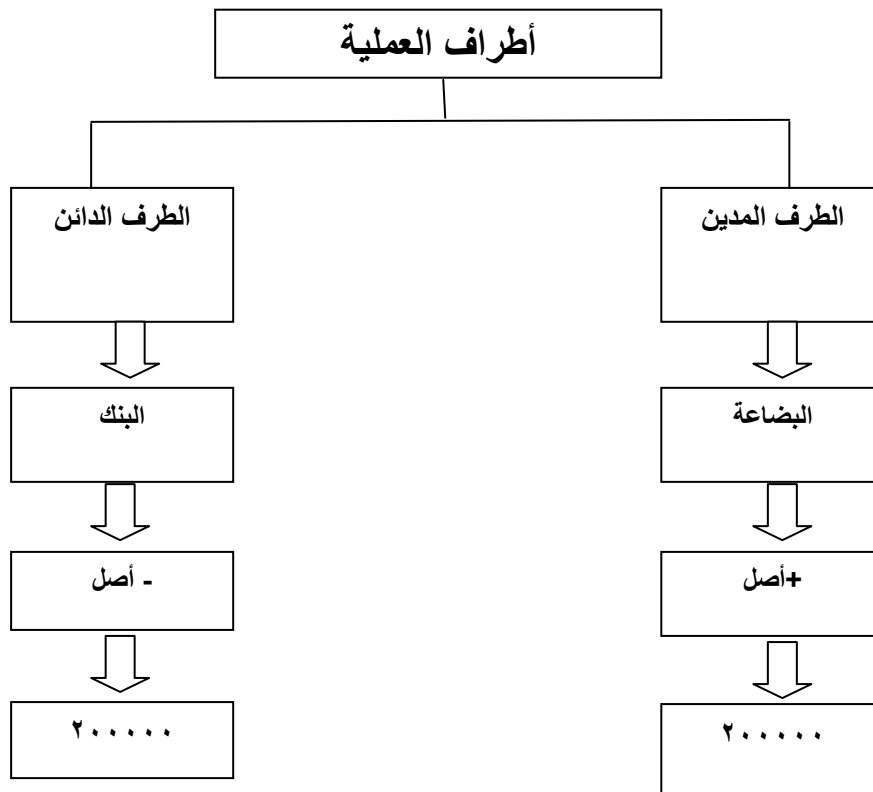 أطراف العملية
الطرف المدين
الطرف الدائن
البضاعة
البنك
+أصل
- أصل
٢٠٠٠٠٠
٢٠٠٠٠٠